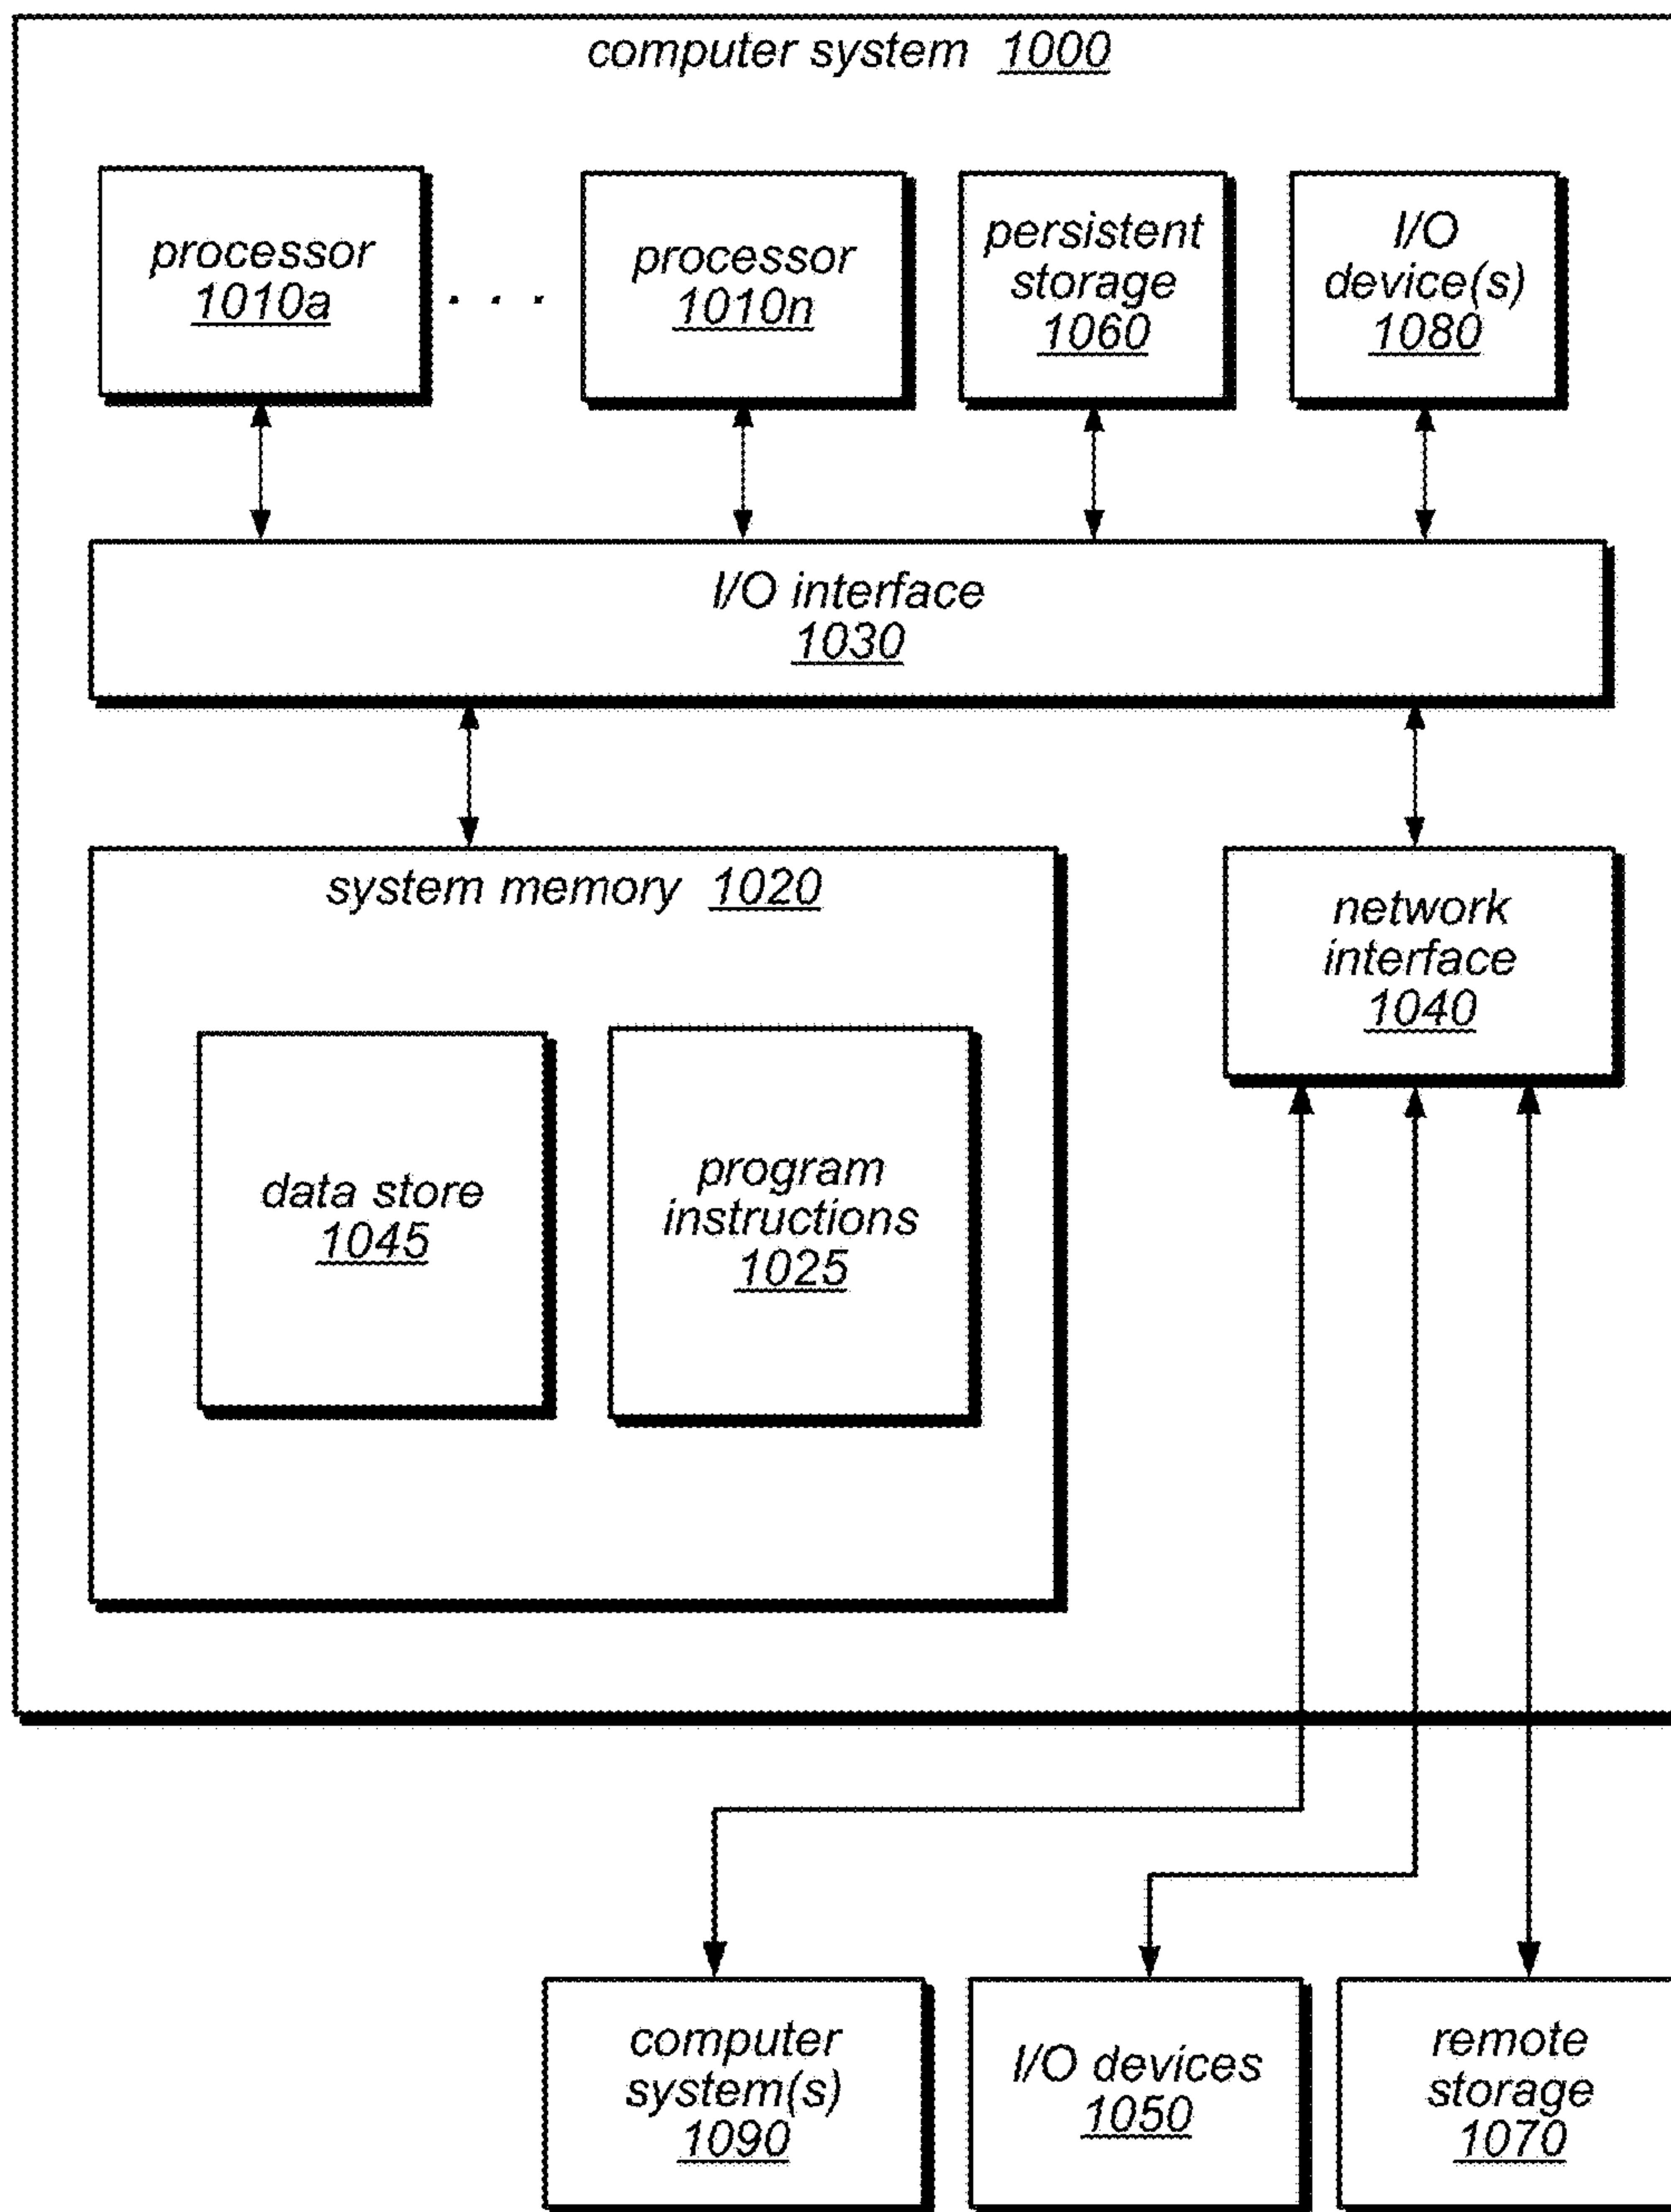 computer system 1000
processor
1010a
. . .
processor
1010n
persistent
storage
1060
I/O
device(s)
1080
I/O interface
1030
system memory 1020
network
interface
1040
data store
1045
program
instructions
1025
computer
system(s)
1090
I/O devices
1050
remote
storage
1070